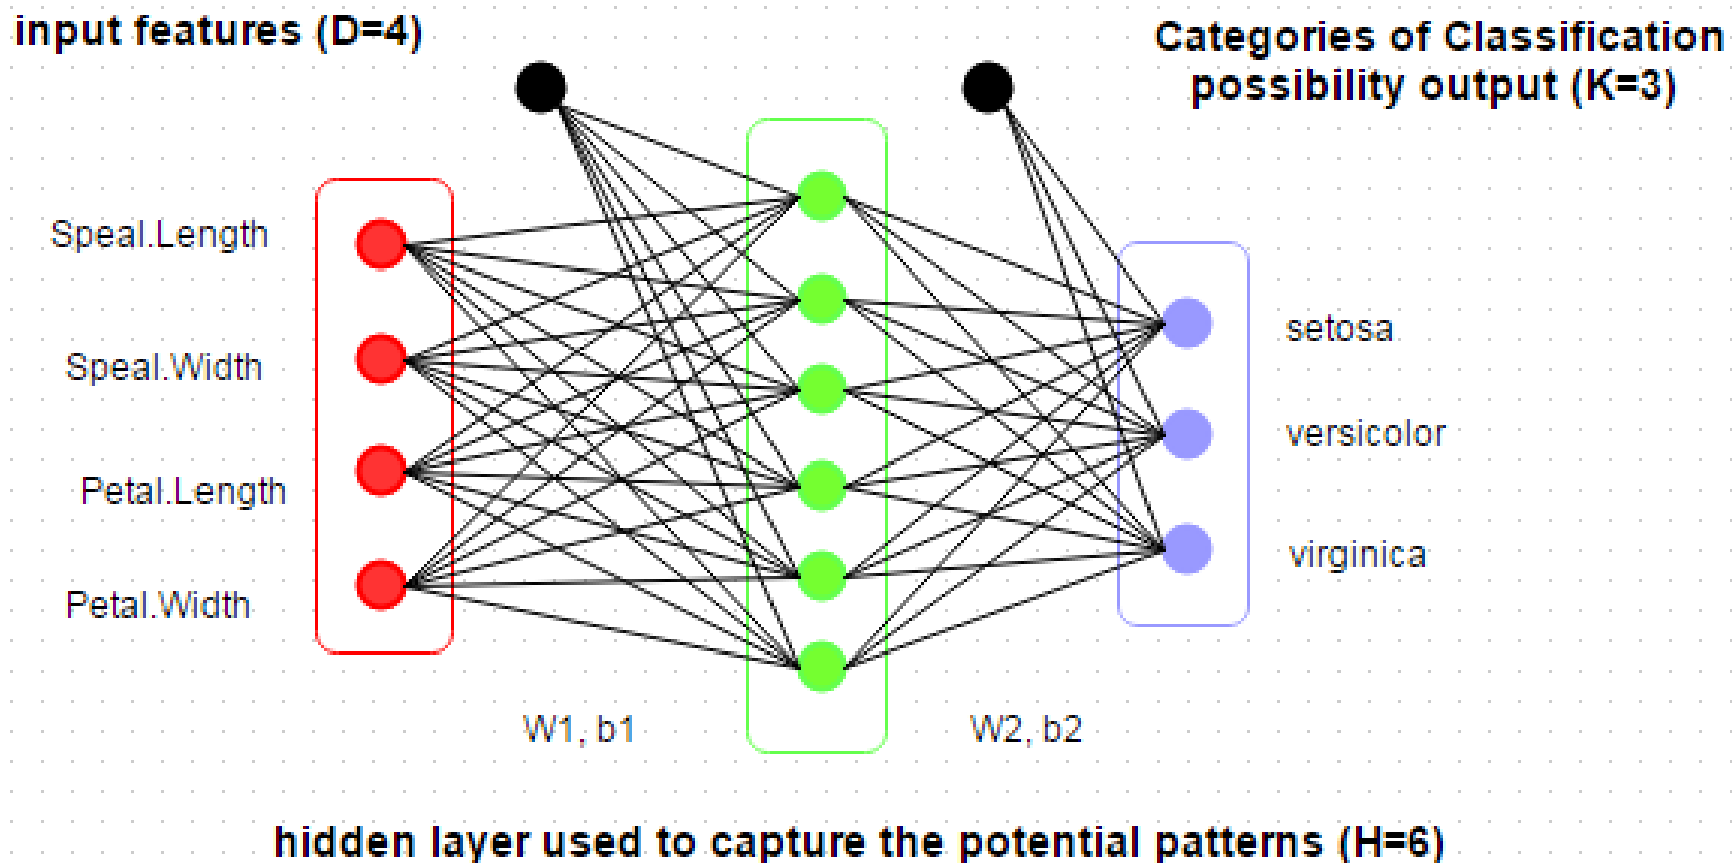 input features (D=4)
Categories of Classification
possibility output (K=3)
Speal.Length
Speal.Width
Petal.Length
Petal.Width
setosa
versicolor
virginica
W1, b1
W2, b2
hidden layer used to capture the potential patterns (H=6)